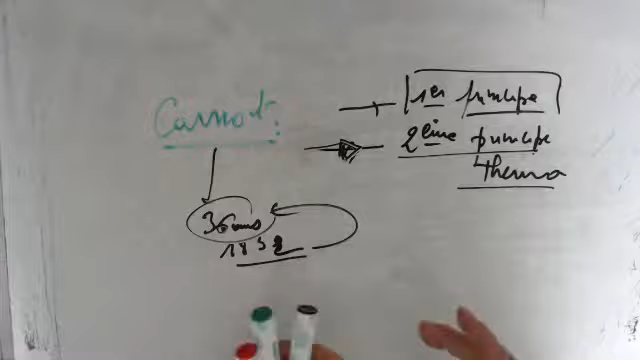 Carnot:
1er principe
2ème principe
thermo
36 ans
1832